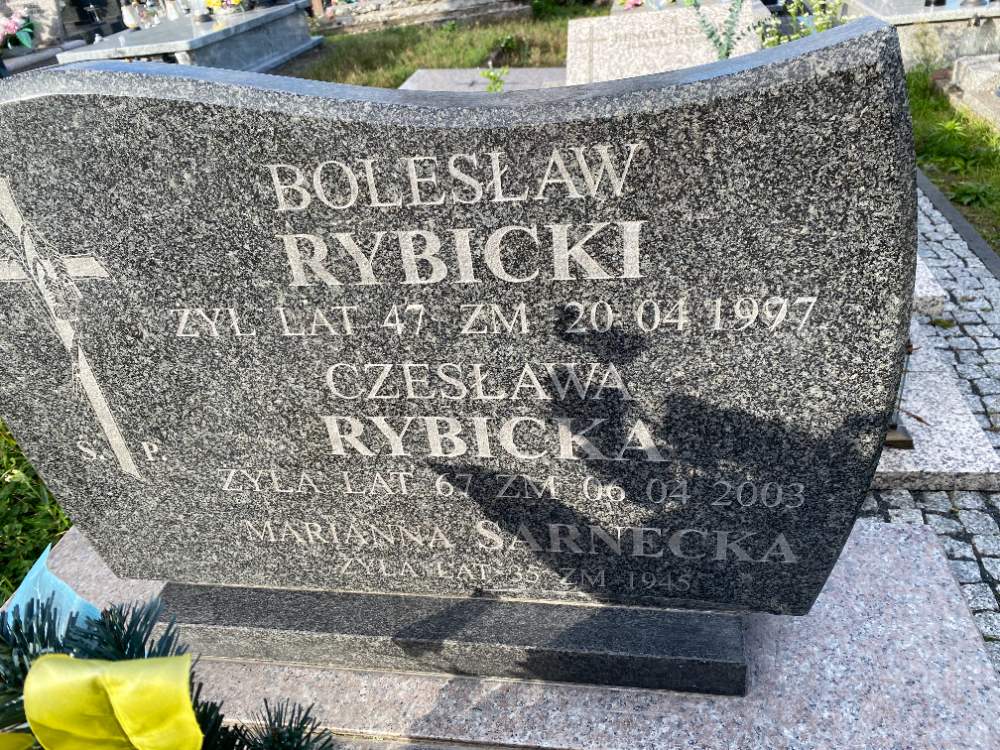 BOLESŁAW
RYBICKI
ŻYŁ LAT 47 ZM 20 04 1997
CZESŁAWA
RYBICKA
ŻYŁA LAT 67 ZM 06 04 2003
MARIANNA SARNECKA
ŻYŁA LAT 35 ZM 1945
Ś. P.
RENATA